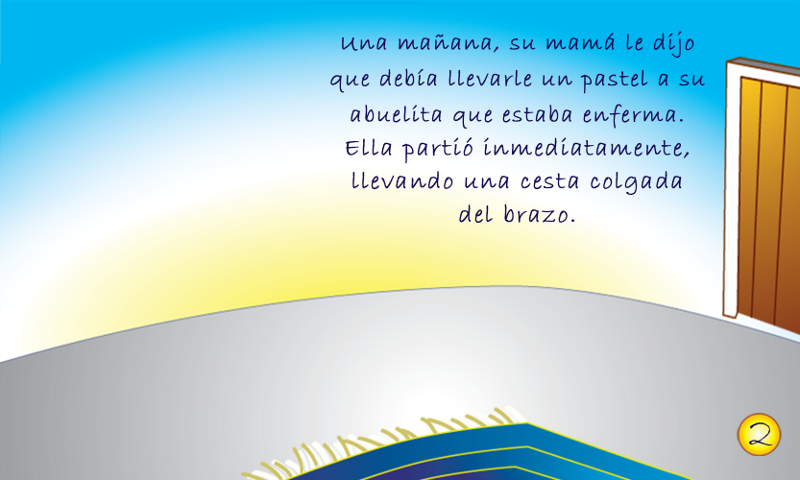 Una mañana, su mamá le dijo
que debía llevarle un pastel a su
abuelita que estaba enferma.
Ella partió inmediatamente,
llevando una cesta colgada
del brazo.
2